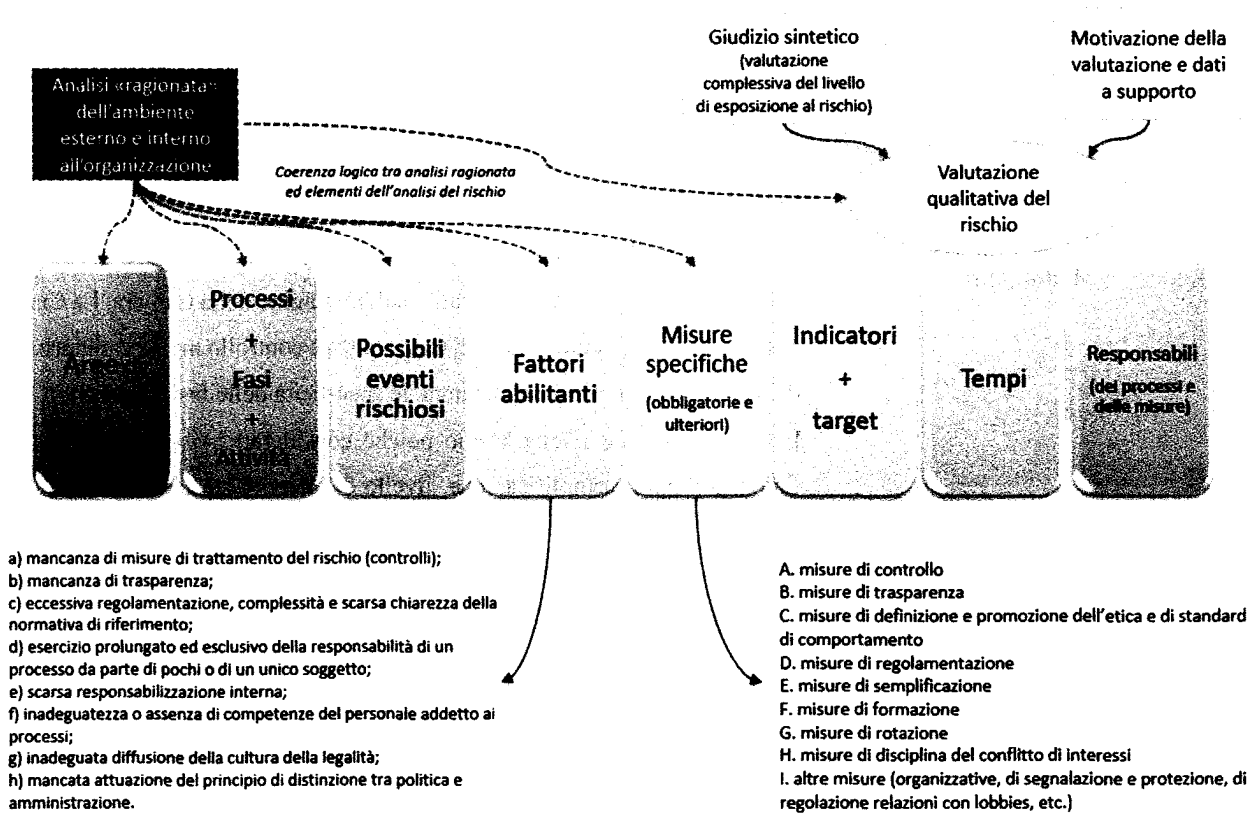 Giudizio sintetico
(valutazione
complessiva del livello
di esposizione al rischio)
Motivazione della
valutazione e dati
a supporto
Analisi «ragionata»
dell'ambiente
esterno e interno
all'organizzazione
Coerenza logica tra analisi ragionata
ed elementi dell'analisi del rischio
Valutazione
qualitativa del
rischio
Processi
+
Fasi
+
Attività
Possibili
eventi
rischiosi
Fattori
abilitanti
Misure
specifiche
(obbligatorie e
ulteriori)
Indicatori
+
target
Tempi
Responsabili
(dei processi e
delle misure)
a) mancanza di misure di trattamento del rischio (controlli);
b) mancanza di trasparenza;
c) eccessiva regolamentazione, complessità e scarsa chiarezza della
normativa di riferimento;
d) esercizio prolungato ed esclusivo della responsabilità di un
processo da parte di pochi o di un unico soggetto;
e) scarsa responsabilizzazione interna;
f) inadeguatezza o assenza di competenze del personale addetto ai
processi;
g) inadeguata diffusione della cultura della legalità;
h) mancata attuazione del principio di distinzione tra politica e
amministrazione.
A. misure di controllo
B. misure di trasparenza
C. misure di definizione e promozione dell'etica e di standard
di comportamento
D. misure di regolamentazione
E. misure di semplificazione
F. misure di formazione
G. misure di rotazione
H. misure di disciplina del conflitto di interessi
I. altre misure (organizzative, di segnalazione e protezione, di
regolazione relazioni con lobbies, etc.)